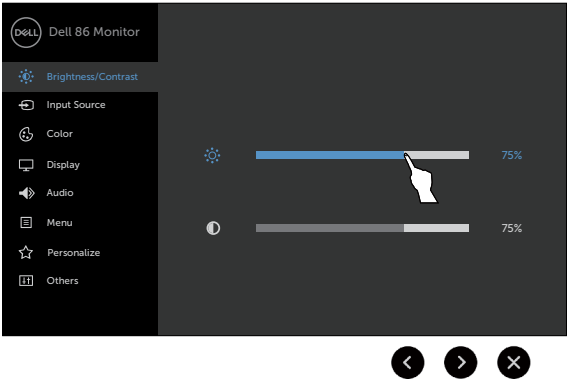 DELL Dell 86 Monitor
Brightness/Contrast
Input Source
Color
Display
Audio
Menu
Personalize
Others
75%
75%